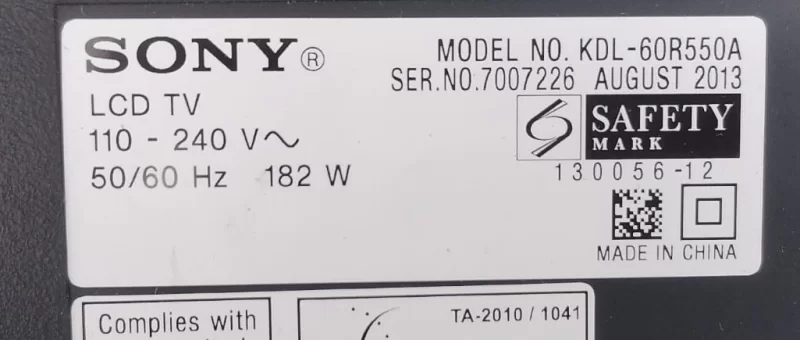 SONY®
MODEL NO. KDL-60R550A
SER.NO.7007226 AUGUST 2013
LCD TV
110 - 240 V~
50/60 Hz 182 W
SAFETY
MARK
130056-12
MADE IN CHINA
Complies with
TA-2010 / 1041